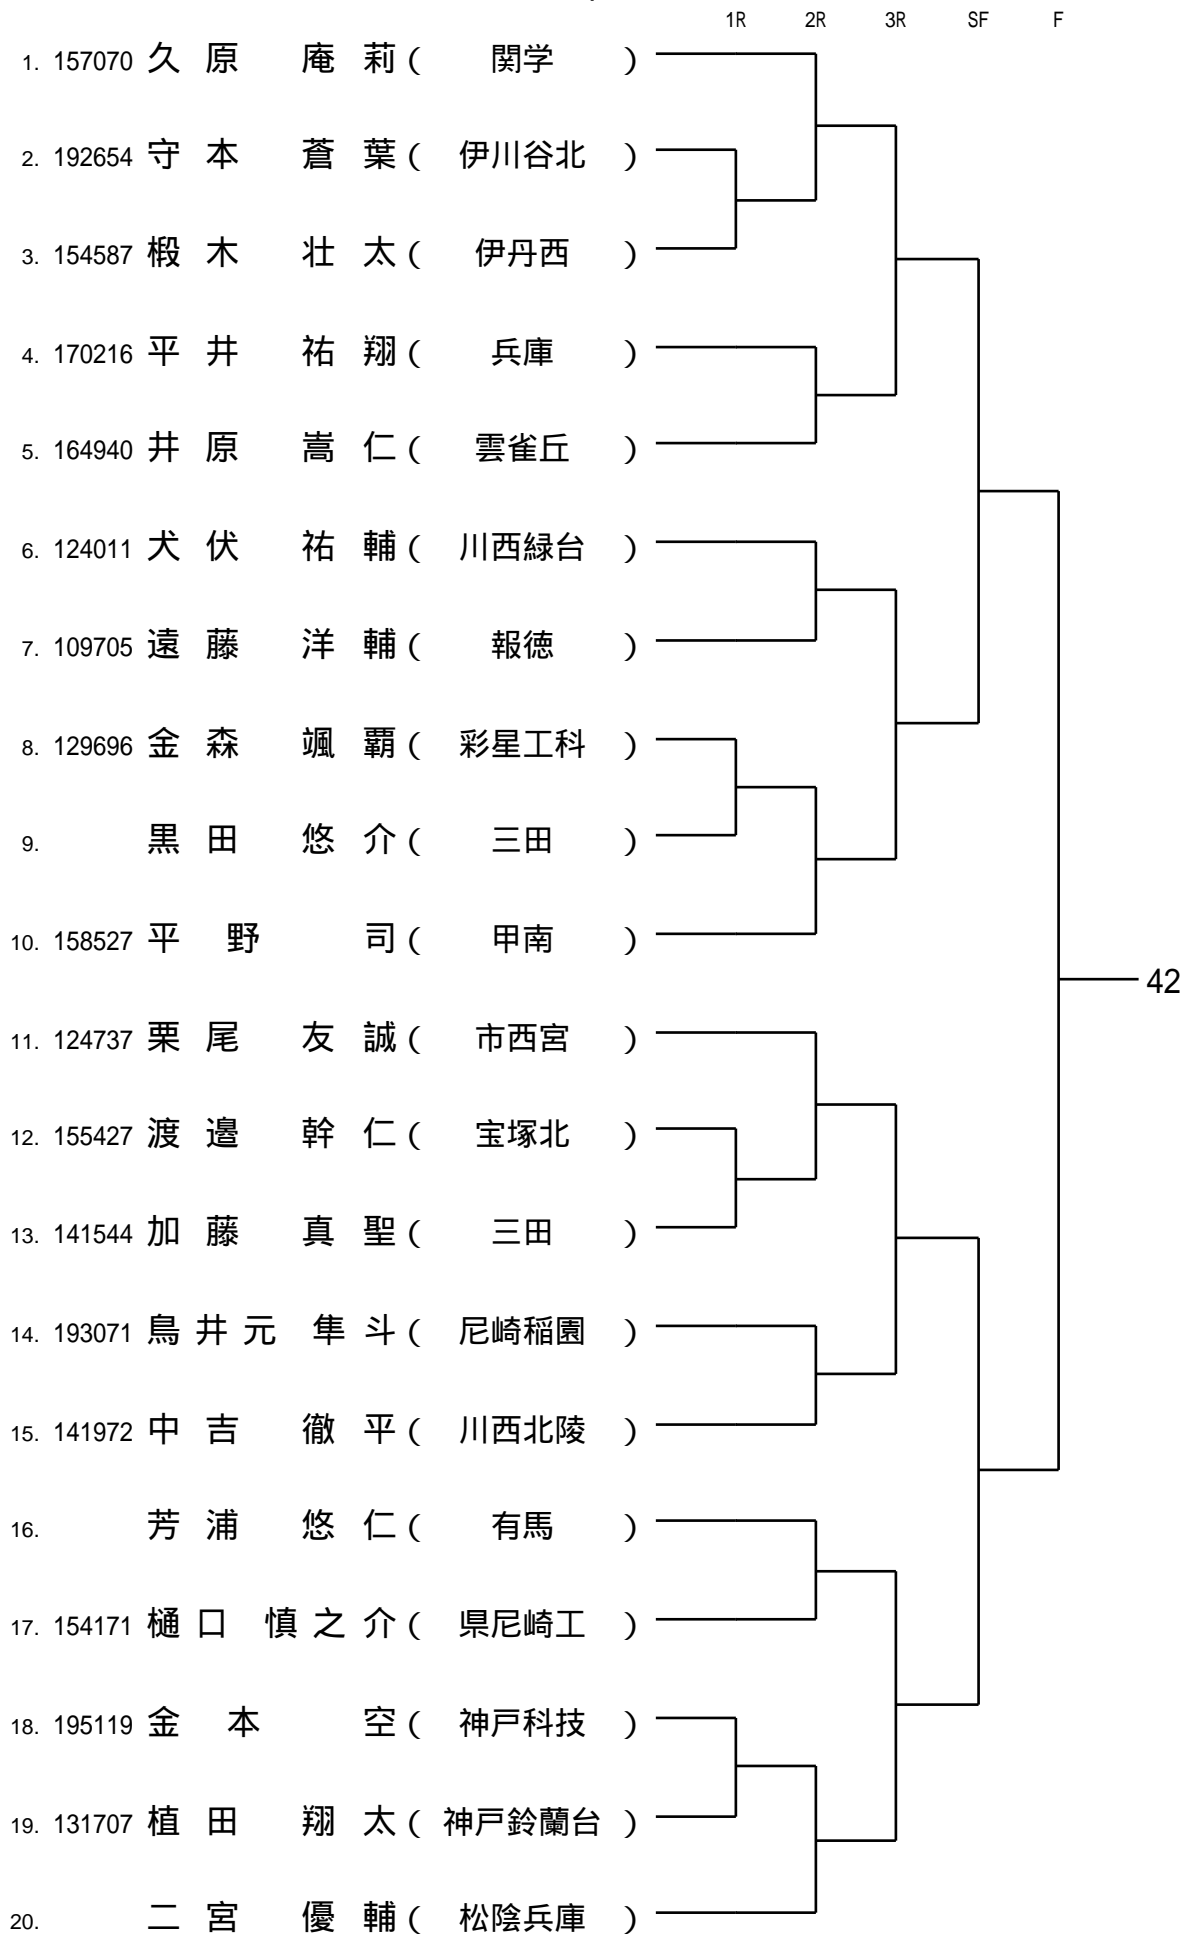 1R 2R 3R SF F
1. 157070 久原 庵莉 ( 関学 )
2. 192654 守本 蒼葉 ( 伊川谷北 )
3. 154587 椴木 壮太 ( 伊丹西 )
4. 170216 平井 祐翔 ( 兵庫 )
5. 164940 井原 嵩仁 ( 雲雀丘 )
6. 124011 犬伏 祐輔 ( 川西緑台 )
7. 109705 遠藤 洋輔 ( 報徳 )
8. 129696 金森 颯覇 ( 彩星工科 )
9. 黒田 悠介 ( 三田 )
10. 158527 平野 司 ( 甲南 )
42
11. 124737 栗尾 友誠 ( 市西宮 )
12. 155427 渡邉 幹仁 ( 宝塚北 )
13. 141544 加藤 真聖 ( 三田 )
14. 193071 鳥井元 隼斗 ( 尼崎稲園 )
15. 141972 中吉 徹平 ( 川西北陵 )
16. 芳浦 悠仁 ( 有馬 )
17. 154171 樋口 慎之介 ( 県尼崎工 )
18. 195119 金本 空 ( 神戸科技 )
19. 131707 植田 翔太 ( 神戸鈴蘭台 )
20. 二宮 優輔 ( 松陰兵庫 )